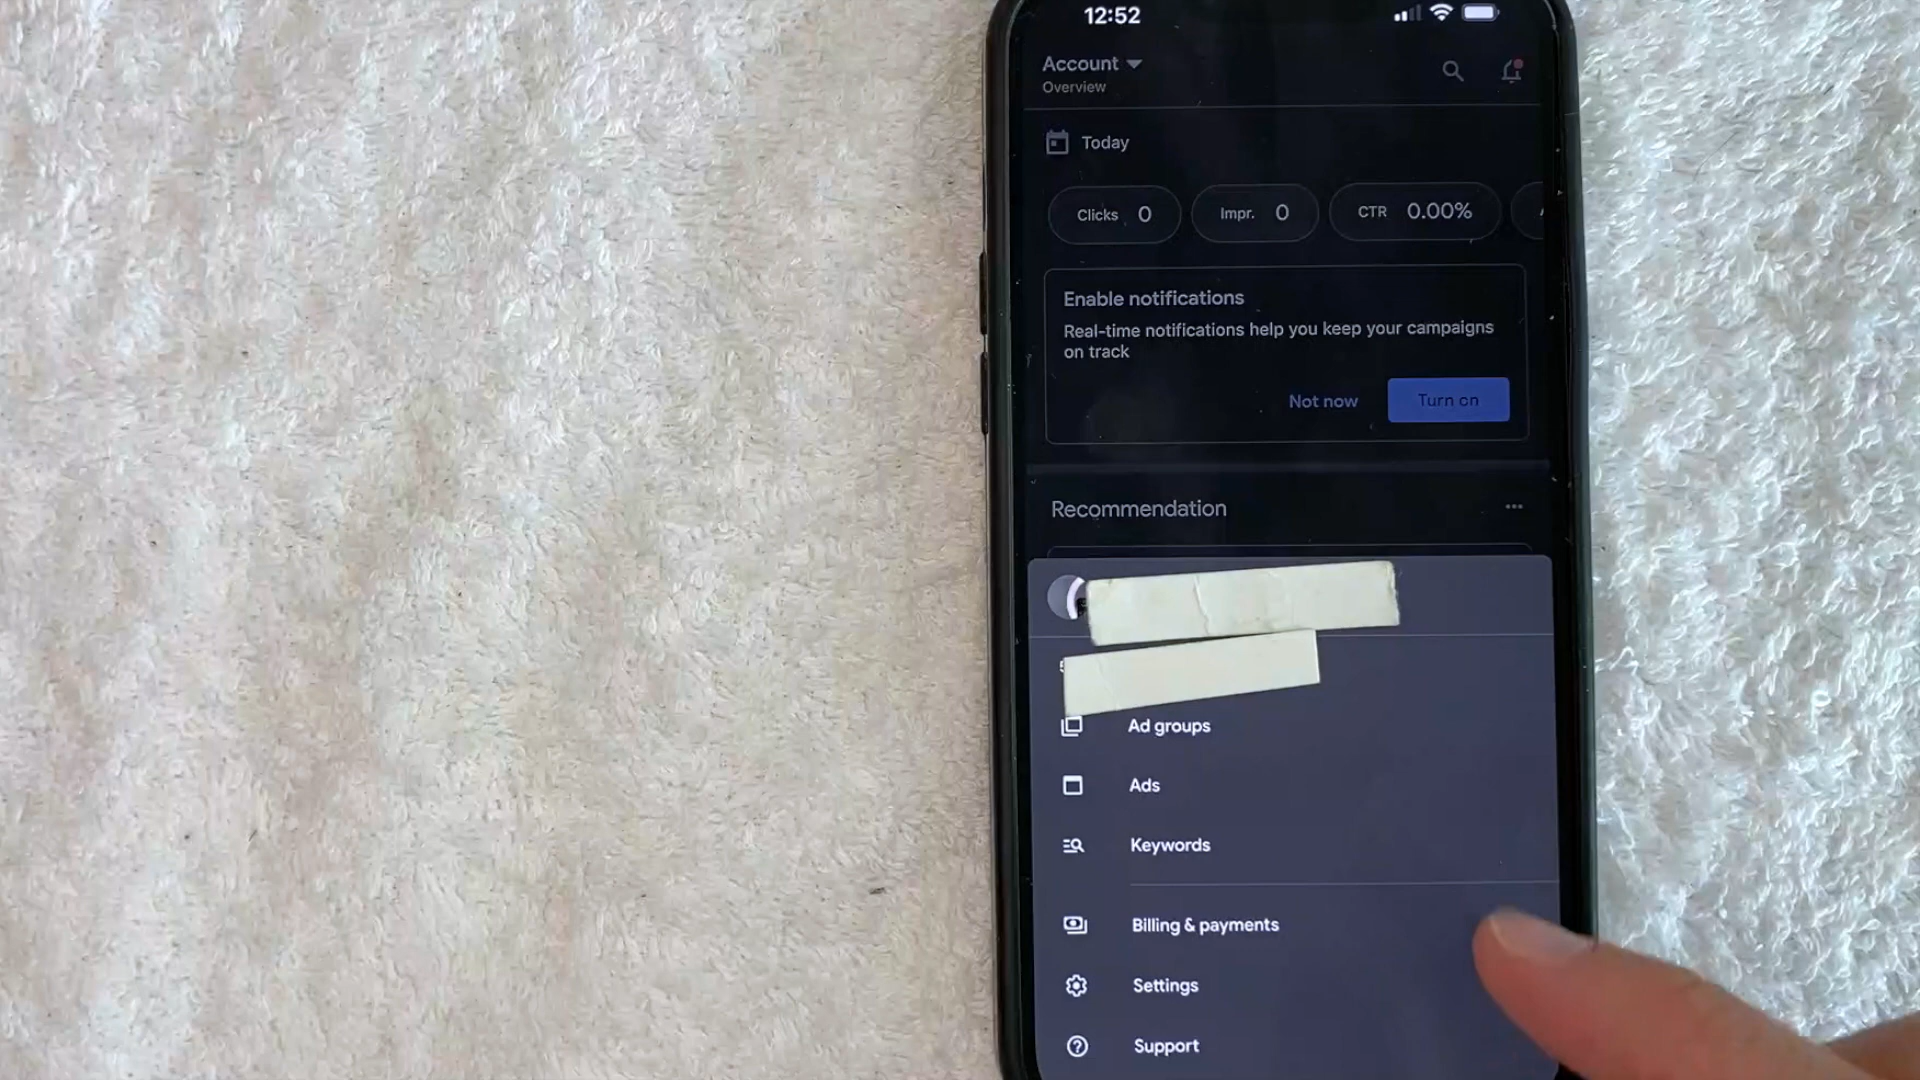 12:52
Account
Overview
Today
Clicks 0
Impr. 0
CTR 0.00%
Enable notifications
Real-time notifications help you keep your campaigns
on track
Not now
Turn on
Recommendation
Ad groups
Ads
Keywords
Billing & payments
Settings
Support